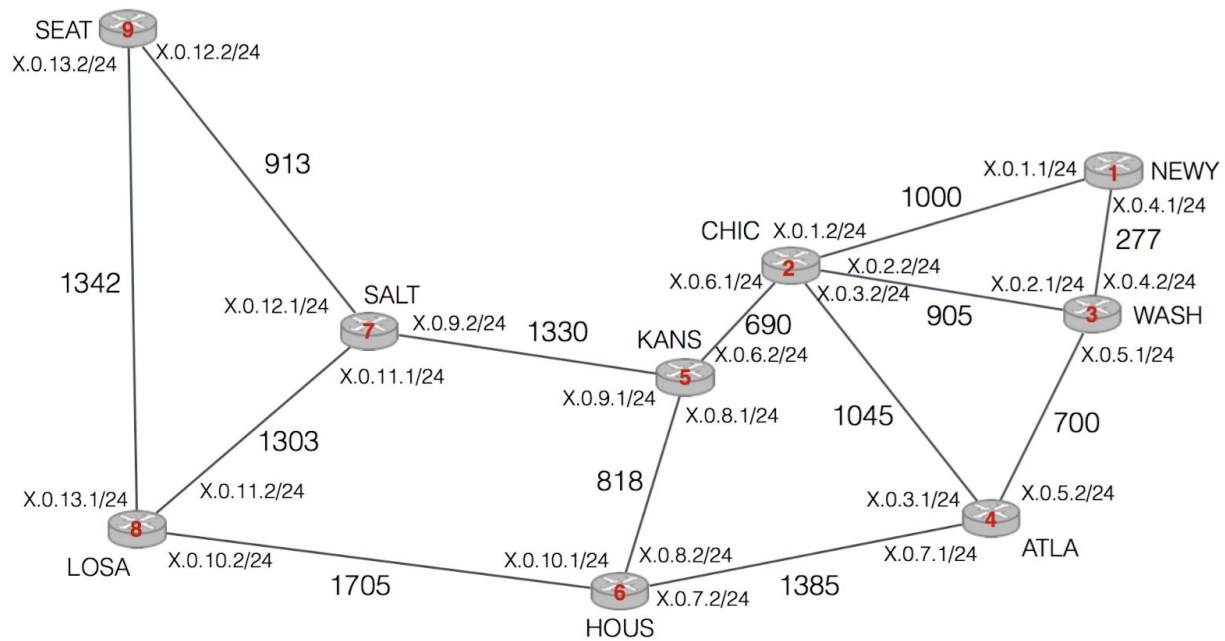 SEAT
9
X.0.12.2/24
X.0.13.2/24
913
1
NEWY
X.0.1.1/24
X.0.4.1/24
1000
277
CHIC
X.0.1.2/24
2
X.0.2.2/24
X.0.6.1/24
X.0.3.2/24
905
X.0.2.1/24
X.0.4.2/24
3
WASH
X.0.5.1/24
1342
SALT
X.0.12.1/24
7
X.0.9.2/24
X.0.11.1/24
1330
690
KANS
X.0.6.2/24
5
X.0.9.1/24
X.0.8.1/24
1045
700
1303
818
X.0.13.1/24
X.0.11.2/24
8
LOSA
X.0.10.2/24
1705
X.0.3.1/24
X.0.5.2/24
4
ATLA
X.0.7.1/24
X.0.10.1/24
X.0.8.2/24
6
X.0.7.2/24
HOUS
1385